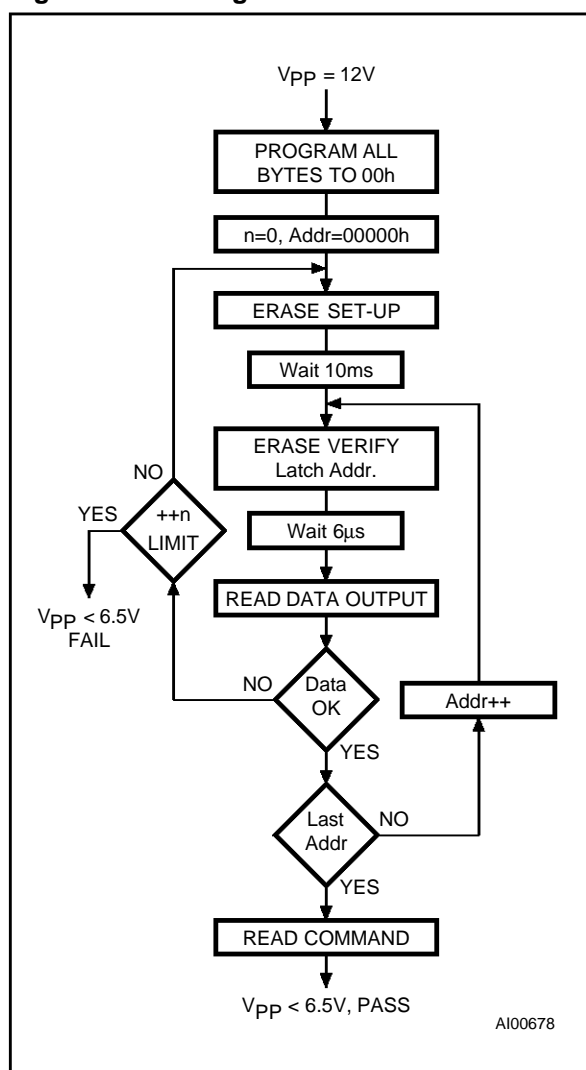 VPP = 12V
PROGRAM ALL
BYTES TO 00h
n=0, Addr=00000h
ERASE SET-UP
Wait 10ms
ERASE VERIFY
Latch Addr.
NO
YES
++n
LIMIT
Wait 6µs
VPP < 6.5V
FAIL
READ DATA OUTPUT
NO
Data
OK
YES
Addr++
Last
Addr
NO
YES
READ COMMAND
VPP < 6.5V, PASS
AI00678